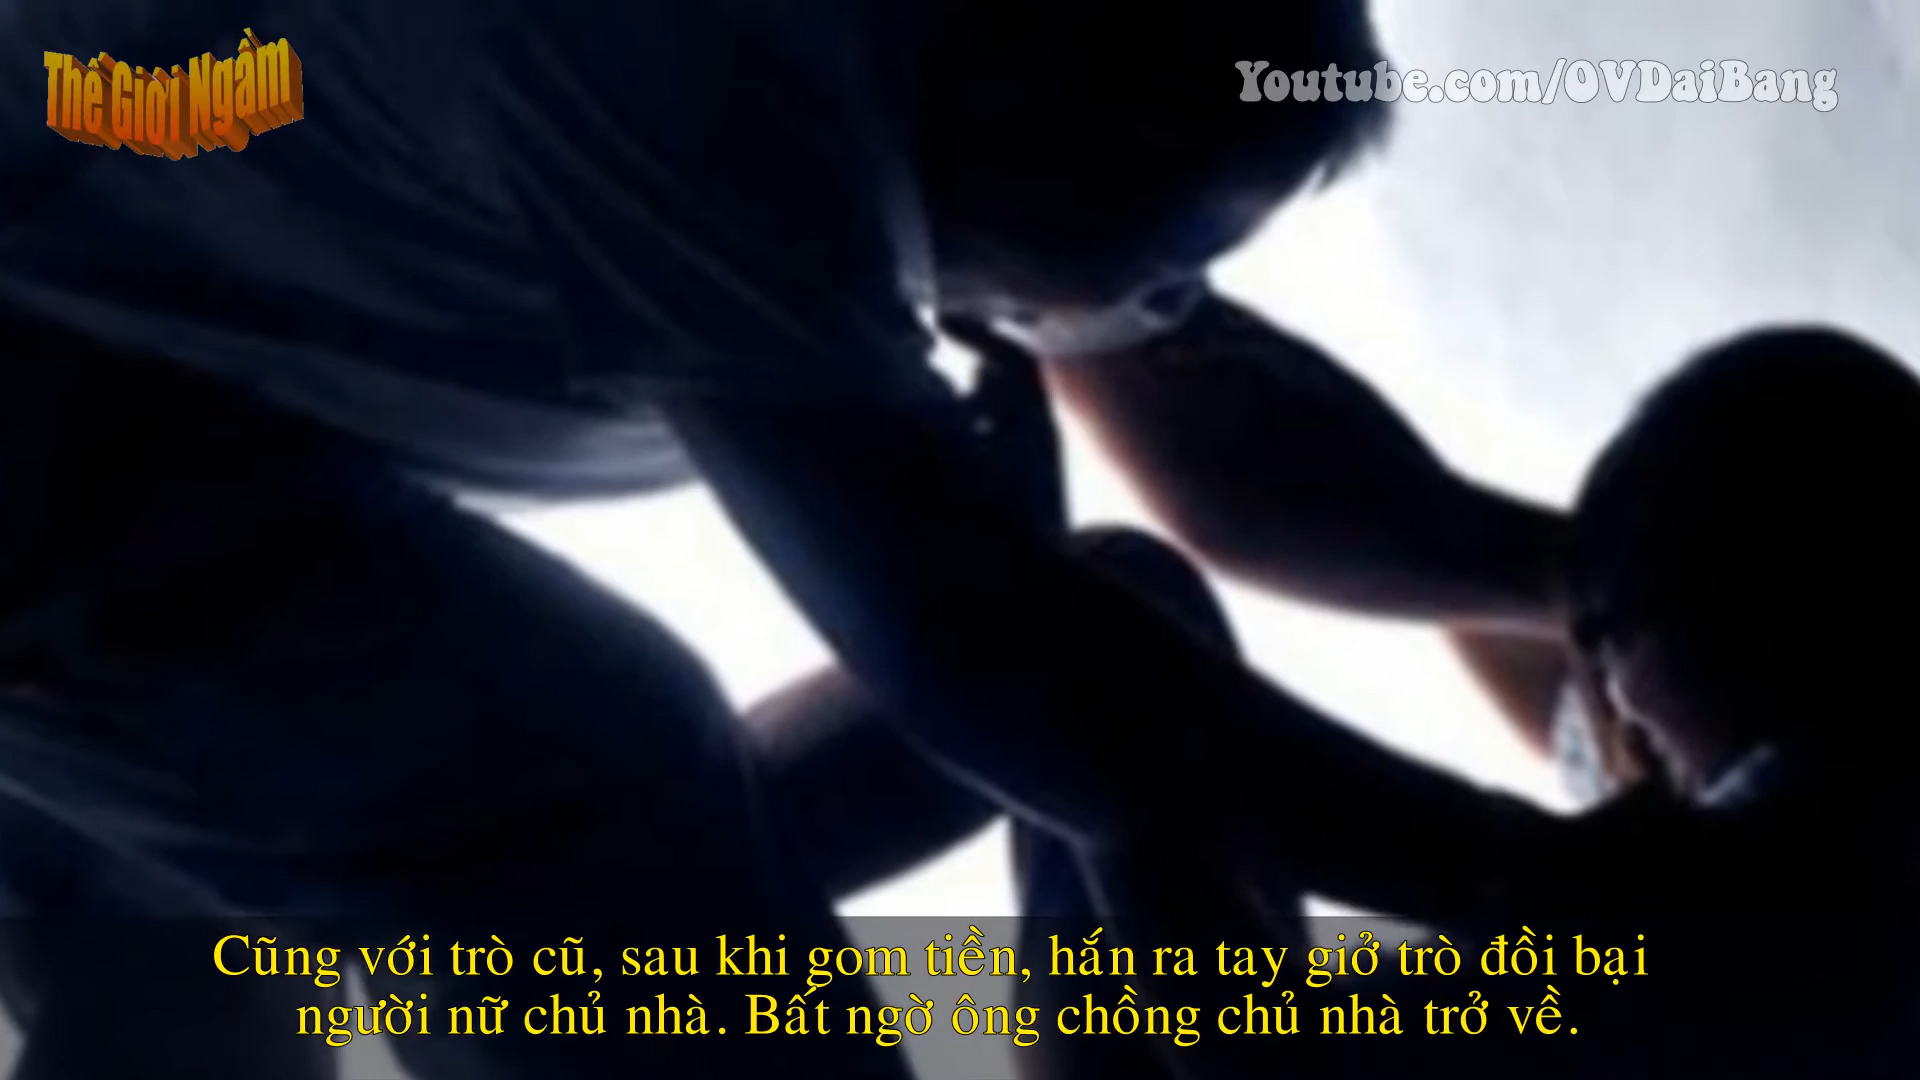 Thế Giới Ngầm
Youtube.com/OVDaiBang
Cũng với trò cũ, sau khi gom tiền, hắn ra tay giở trò đồi bại
người nữ chủ nhà. Bất ngờ ông chồng chủ nhà trở về.